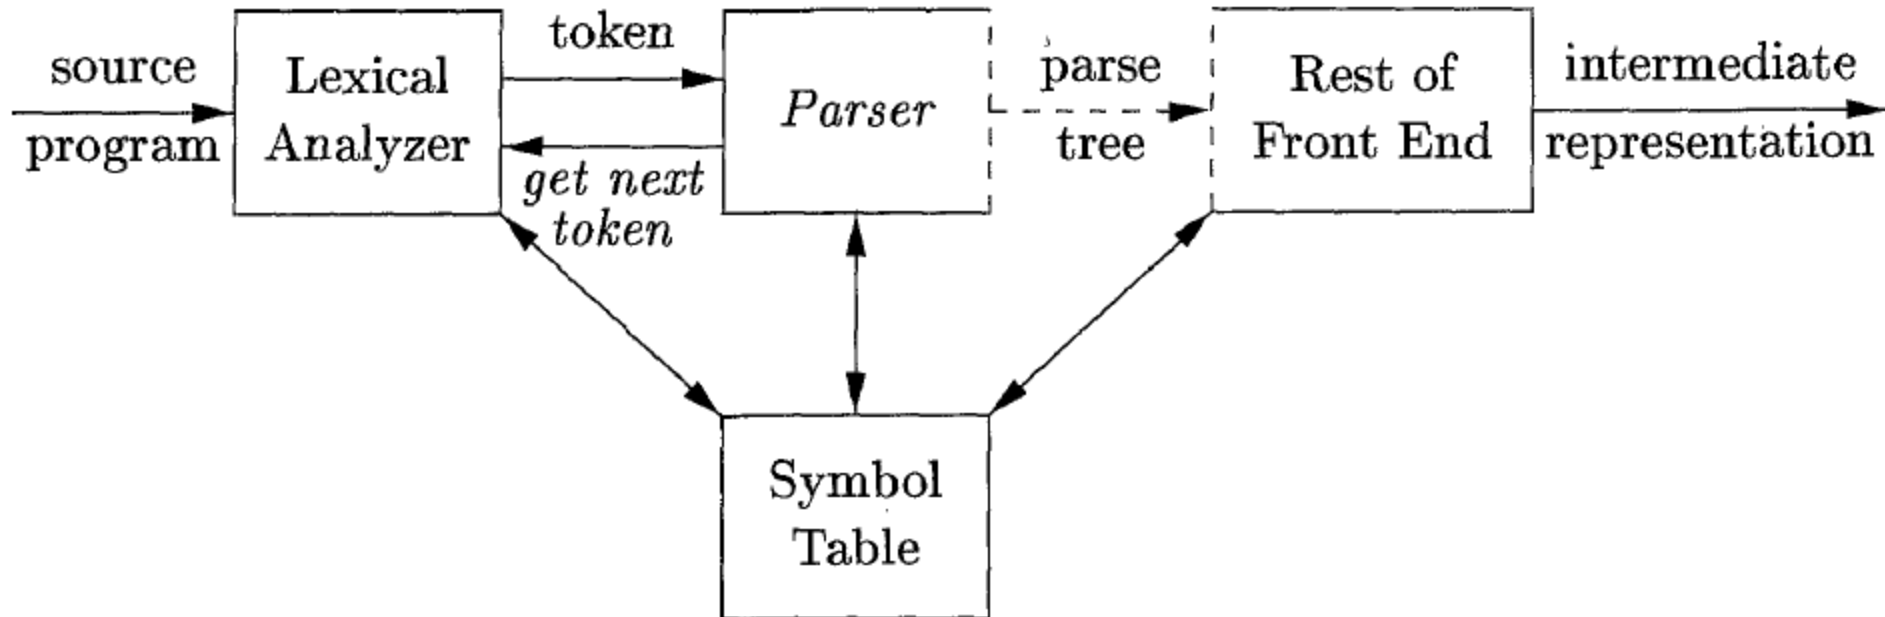 source
program
Lexical
Analyzer
token
get next
token
Parser
parse
tree
Rest of
Front End
intermediate
representation
Symbol
Table